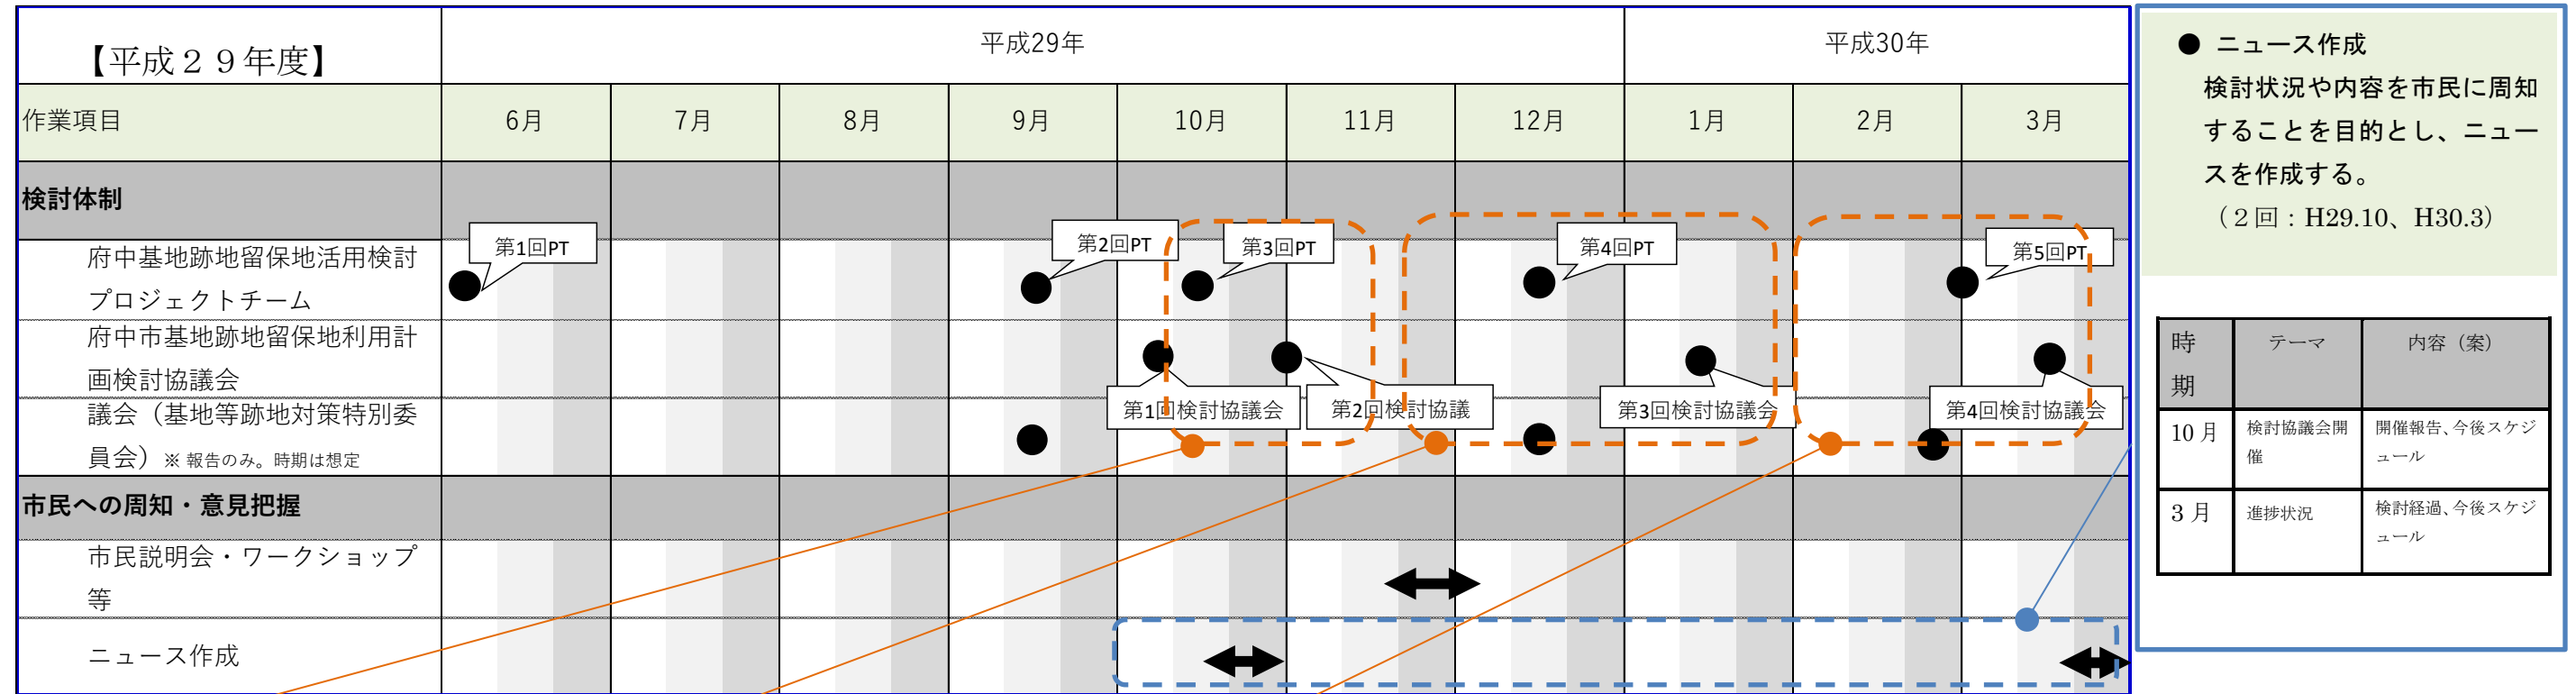 【平成２９年度】
平成29年
平成30年
作業項目
6月
7月
8月
9月
10月
11月
12月
1月
2月
3月
検討体制
府中基地跡地留保地活用検討
プロジェクトチーム
第1回PT
第2回PT
第3回PT
第4回PT
第5回PT
府中市基地跡地留保地利用計
画検討協議会
第1回検討協議会
第2回検討協議
第3回検討協議会
第4回検討協議会
議会（基地等跡地対策特別委
員会）※ 報告のみ。時期は想定
市民への周知・意見把握
市民説明会・ワークショップ
等
ニュース作成
● ニュース作成
検討状況や内容を市民に周知
することを目的とし、ニュー
スを作成する。
（２回：H29.10、H30.3）
時
期
テーマ
内容（案）
10 月
検討協議会開
催
開催報告、今後スケジ
ュール
3 月
進捗状況
検討経過、今後スケジ
ュール